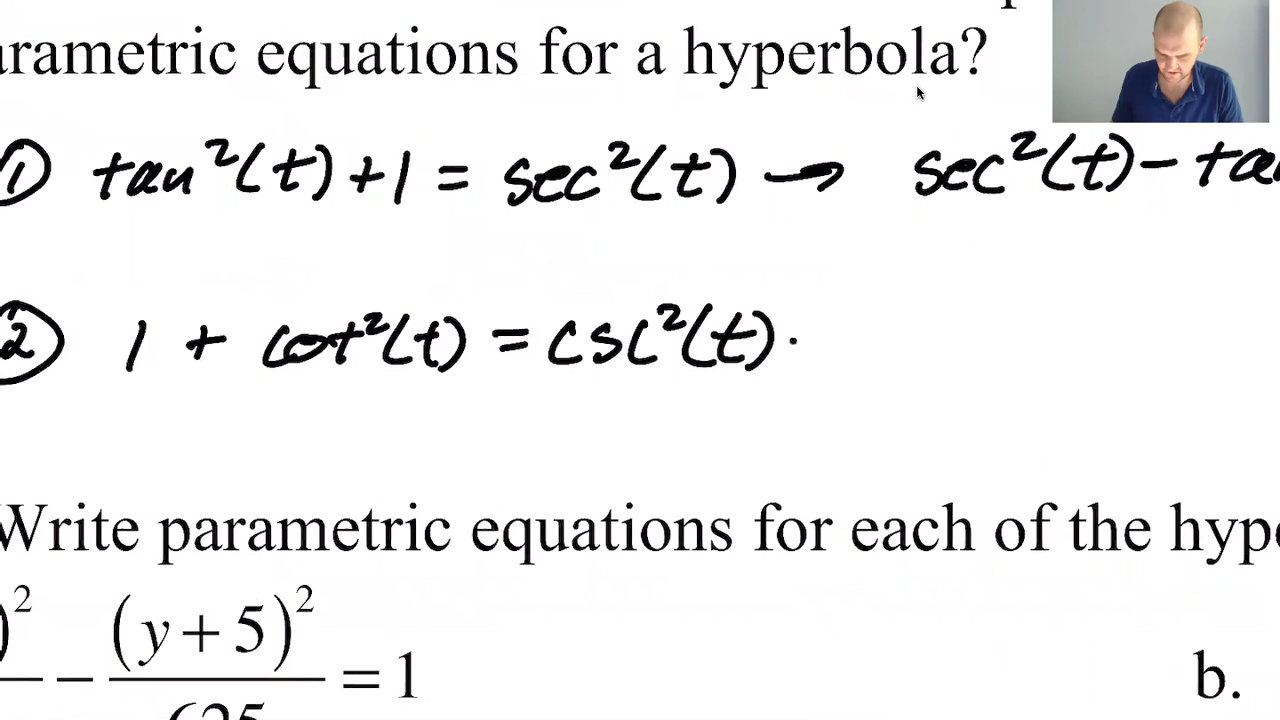 arametric equations for a hyperbola?
① tan²(t) + 1 = sec²(t) → sec²(t) - tan
② 1 + cot²(t) = csc²(t).
Write parametric equations for each of the hype
)² - (y + 5)² = 1 b.
625